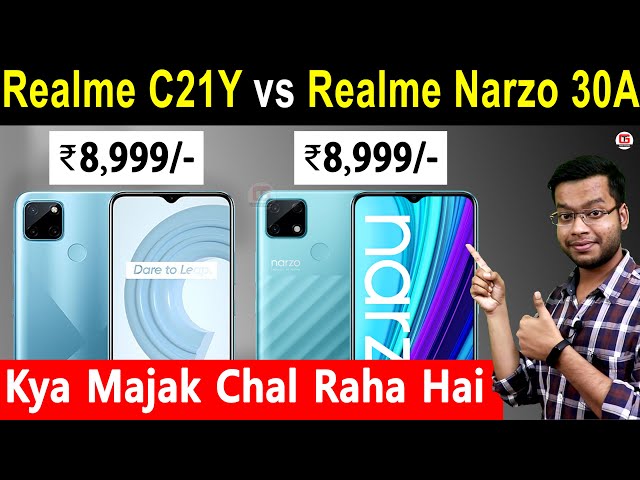 Realme C21Y vs Realme Narzo 30A
₹8,999/-
₹8,999/-
Dare to Leap.
narzo
narzo
Kya Majak Chal Raha Hai